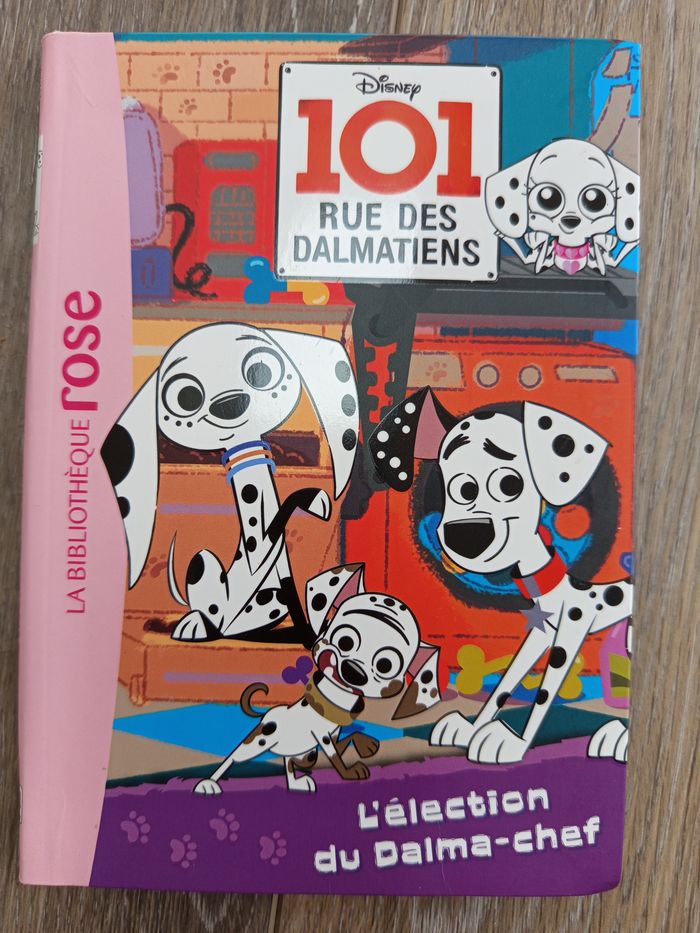 Disney
101
RUE DES
DALMATIENS
LA BIBLIOTHÈQUE rose
L'élection
du Dalma-chef